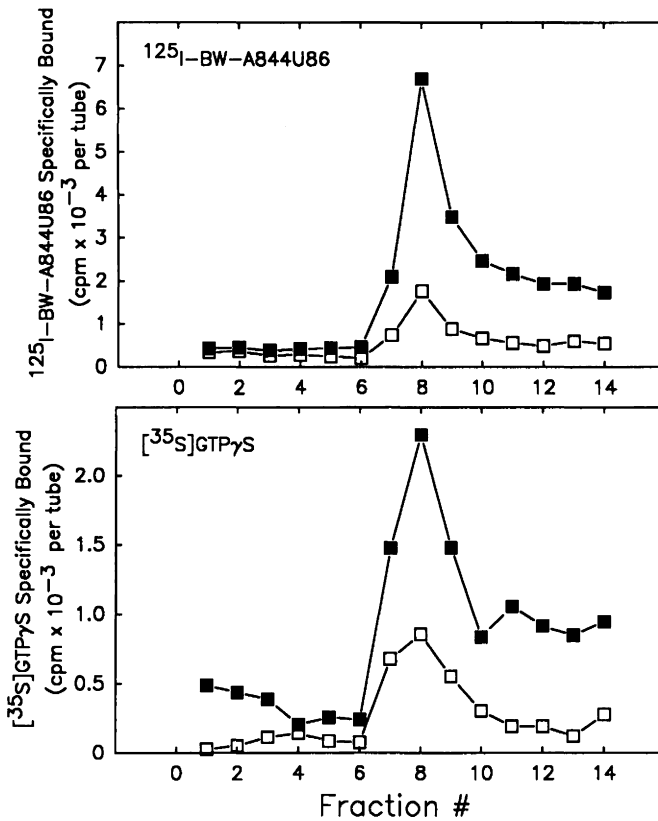 ¹²⁵I-BW-A844U86 Specifically Bound
(cpm x 10⁻³ per tube)
¹²⁵I-BW-A844U86
7
6
5
4
3
2
1
0
0 2 4 6 8 10 12 14
[³⁵S]GTPγS Specifically Bound
(cpm x 10⁻³ per tube)
[³⁵S]GTPγS
2.0
1.5
1.0
0.5
0
0 2 4 6 8 10 12 14
Fraction #